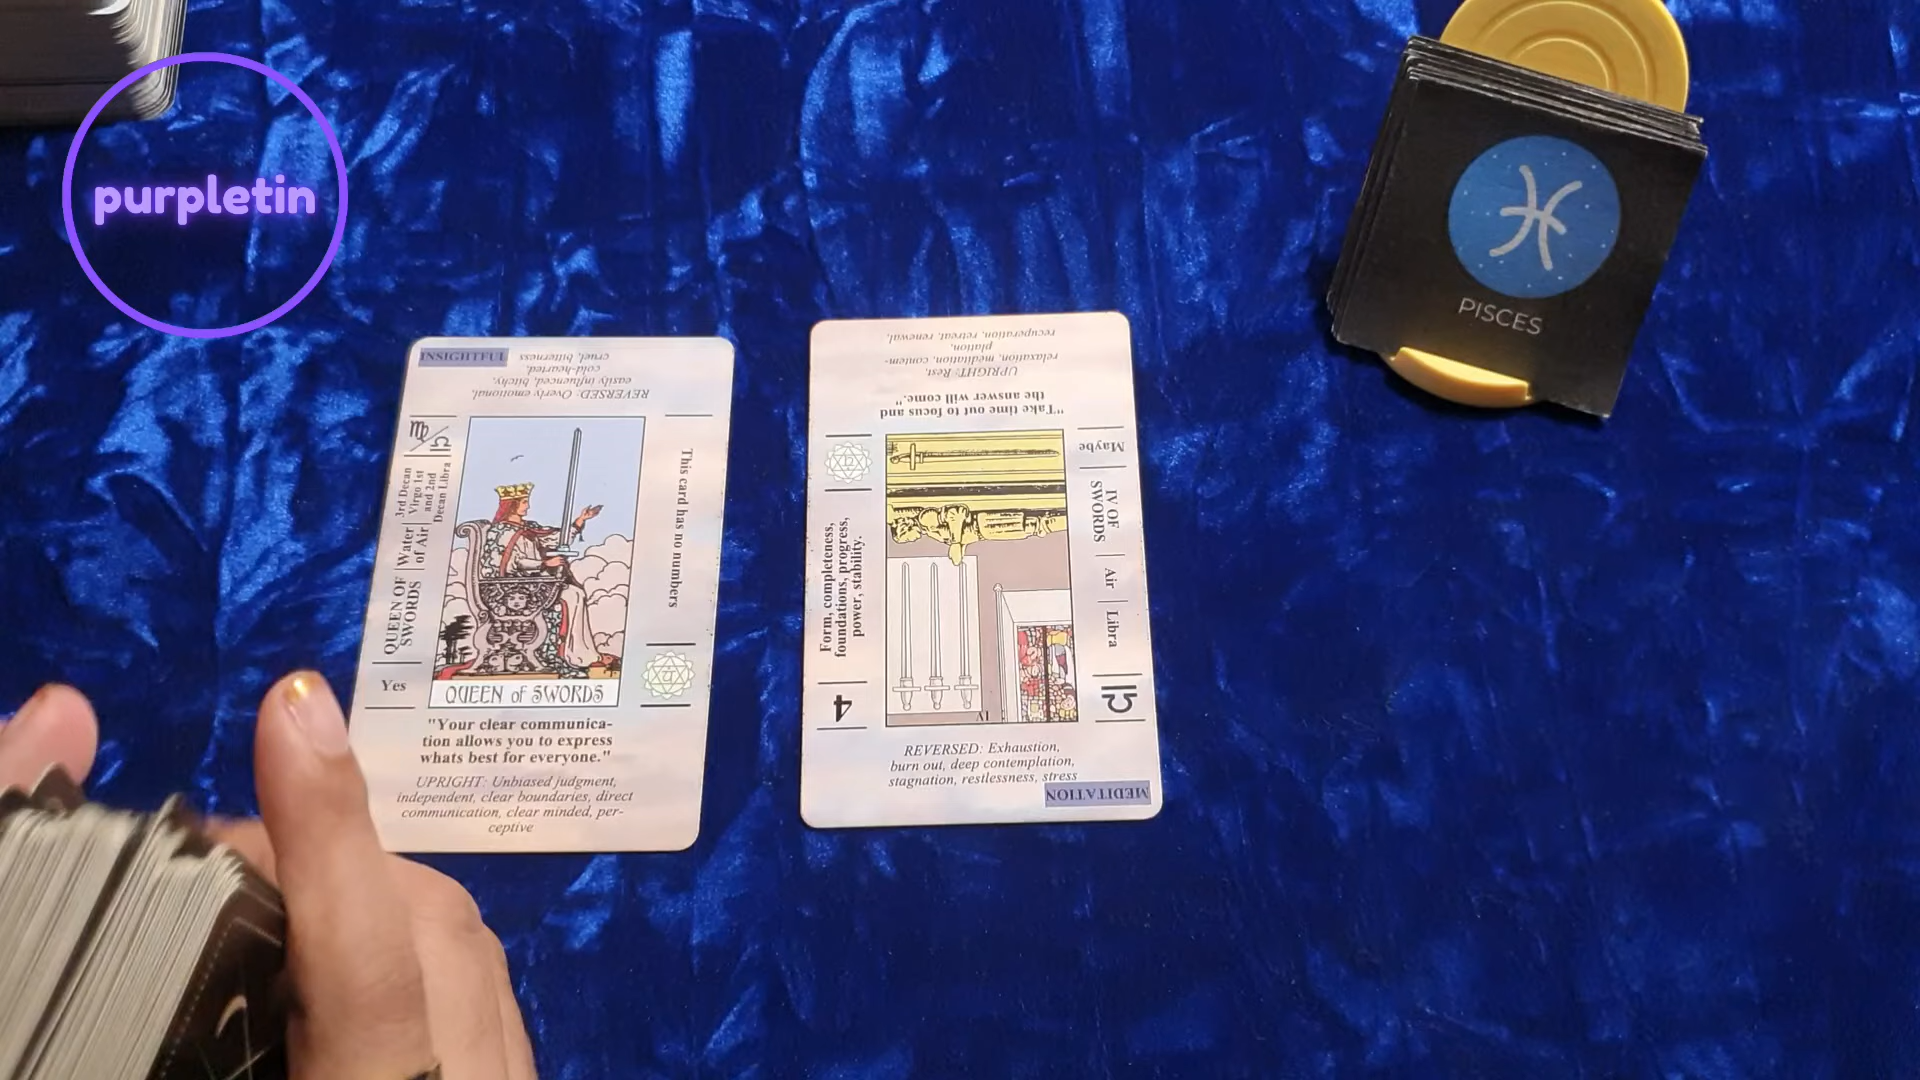 purpletin
PISCES
INSIGHTFUL
REVERSED: Overly emotional,
easily influenced, bitchy,
cold-hearted,
cruel, bitterness
3rd Decan
Virgo 1st
and 2nd
Decan Libra
Water
of Air
QUEEN OF
SWORDS
Yes
This card has no numbers
QUEEN of SWORDS
"Your clear communica-
tion allows you to express
whats best for everyone."
UPRIGHT: Unbiased judgment,
independent, clear boundaries, direct
communication, clear minded, per-
ceptive
"Take time out to focus and
the answer will come."
UPRIGHT: Rest,
relaxation, meditation, contem-
plation,
recuperation, retreat, renewal,
Maybe
IV OF
SWORDS
Air
Libra
Form, completeness,
foundations, progress,
power, stability.
4
IV
REVERSED: Exhaustion,
burn out, deep contemplation,
stagnation, restlessness, stress
MEDITATION